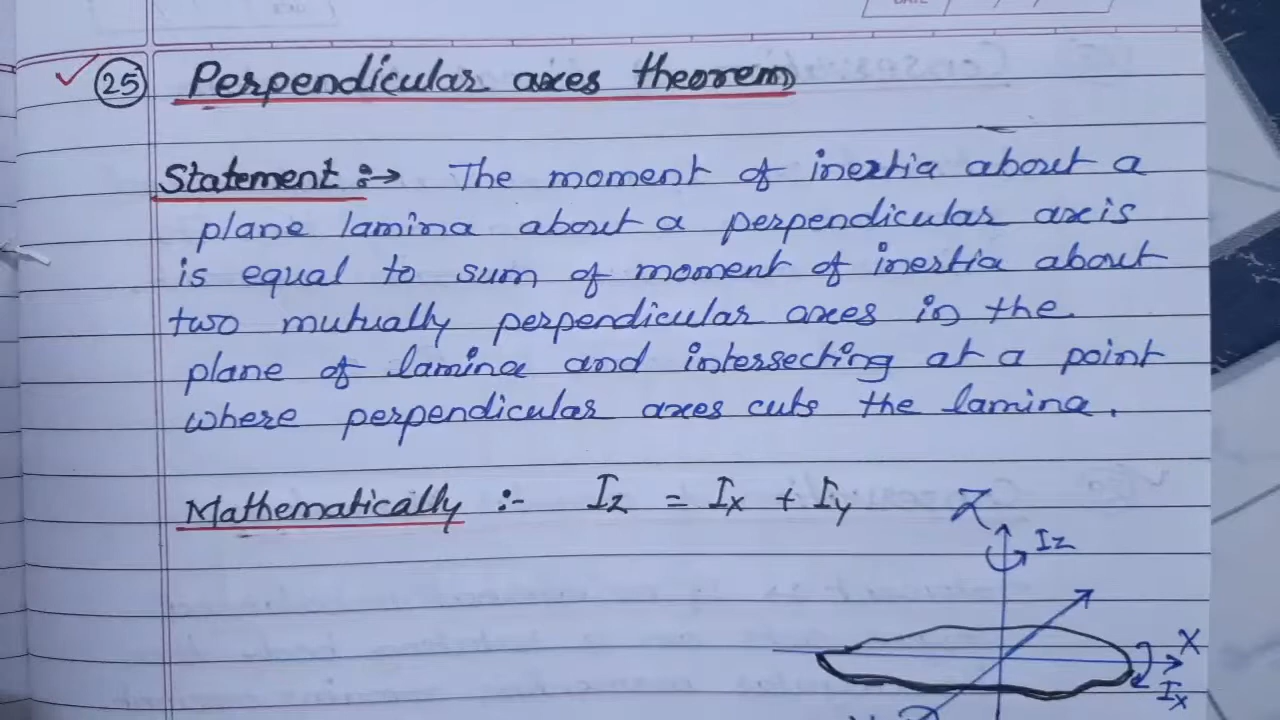 25 Perpendicular axes theorem
Statement :→ The moment of inertia about a
plane lamina about a perpendicular axis
is equal to sum of moment of inertia about
two mutually perpendicular axes in the
plane of lamina and intersecting at a point
where perpendicular axes cuts the lamina.
Mathematically :- Iz = Ix + Iy
Z
Iz
X
Ix